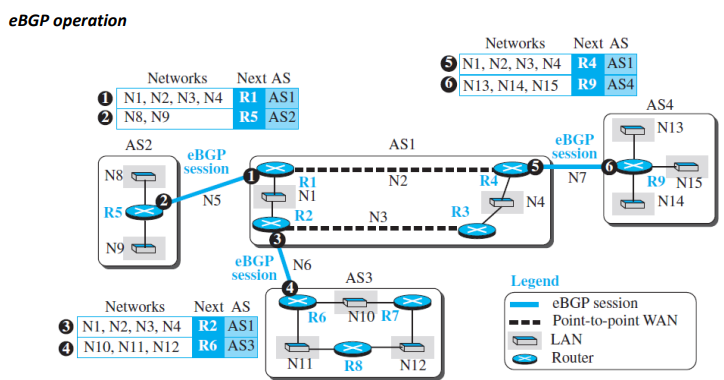 eBGP operation
Networks Next AS
5 N1, N2, N3, N4 R4 AS1
6 N13, N14, N15 R9 AS4
Networks Next AS
1 N1, N2, N3, N4 R1 AS1
2 N8, N9 R5 AS2
AS2
N8
R5
2
N9
eBGP
session
N5
AS1
1
R1
N1
R2
3
N2
N3
R4
5
N4
R3
eBGP
session
N7
AS4
N13
6
R9
N15
N14
eBGP
session
N6
AS3
4
R6
N10
R7
N11
R8
N12
Networks Next AS
3 N1, N2, N3, N4 R2 AS1
4 N10, N11, N12 R6 AS3
Legend
eBGP session
Point-to-point WAN
LAN
Router